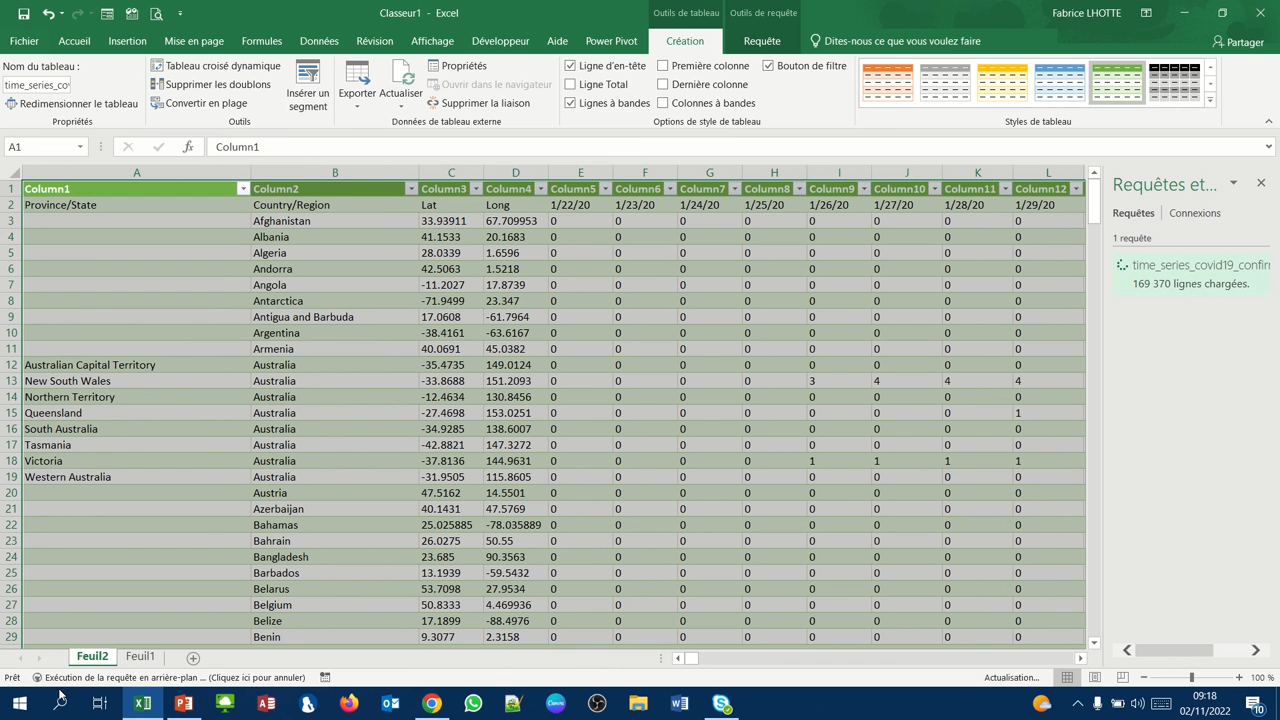 Classeur1 - Excel
Outils de tableau
Outils de requête
Fabrice LHOTTE
Fichier Accueil Insertion Mise en page Formules Données Révision Affichage Développeur Aide Power Pivot Création Requête Dites-nous ce que vous voulez faire Partager
Nom du tableau :
time_series_cov
Redimensionner le tableau
Propriétés
Tableau croisé dynamique
Supprimer les doublons
Convertir en plage
Outils
Insérer un
segment
Exporter Actualiser
Propriétés
Ouvrir dans le navigateur
Supprimer la liaison
Données de tableau externe
Ligne d'en-tête Première colonne Bouton de filtre
Ligne Total Dernière colonne
Lignes à bandes Colonnes à bandes
Options de style de tableau
Styles de tableau
A1 fx Column1
A B C D E F G H I J K L
1 Column1 Column2 Column3 Column4 Column5 Column6 Column7 Column8 Column9 Column10 Column11 Column12
2 Province/State Country/Region Lat Long 1/22/20 1/23/20 1/24/20 1/25/20 1/26/20 1/27/20 1/28/20 1/29/20
3 Afghanistan 33.93911 67.709953 0 0 0 0 0 0 0 0
4 Albania 41.1533 20.1683 0 0 0 0 0 0 0 0
5 Algeria 28.0339 1.6596 0 0 0 0 0 0 0 0
6 Andorra 42.5063 1.5218 0 0 0 0 0 0 0 0
7 Angola -11.2027 17.8739 0 0 0 0 0 0 0 0
8 Antarctica -71.9499 23.347 0 0 0 0 0 0 0 0
9 Antigua and Barbuda 17.0608 -61.7964 0 0 0 0 0 0 0 0
10 Argentina -38.4161 -63.6167 0 0 0 0 0 0 0 0
11 Armenia 40.0691 45.0382 0 0 0 0 0 0 0 0
12 Australian Capital Territory Australia -35.4735 149.0124 0 0 0 0 0 0 0 0
13 New South Wales Australia -33.8688 151.2093 0 0 0 0 3 4 4 4
14 Northern Territory Australia -12.4634 130.8456 0 0 0 0 0 0 0 0
15 Queensland Australia -27.4698 153.0251 0 0 0 0 0 0 0 1
16 South Australia Australia -34.9285 138.6007 0 0 0 0 0 0 0 0
17 Tasmania Australia -42.8821 147.3272 0 0 0 0 0 0 0 0
18 Victoria Australia -37.8136 144.9631 0 0 0 0 1 1 1 1
19 Western Australia Australia -31.9505 115.8605 0 0 0 0 0 0 0 0
20 Austria 47.5162 14.5501 0 0 0 0 0 0 0 0
21 Azerbaijan 40.1431 47.5769 0 0 0 0 0 0 0 0
22 Bahamas 25.025885 -78.035889 0 0 0 0 0 0 0 0
23 Bahrain 26.0275 50.55 0 0 0 0 0 0 0 0
24 Bangladesh 23.685 90.3563 0 0 0 0 0 0 0 0
25 Barbados 13.1939 -59.5432 0 0 0 0 0 0 0 0
26 Belarus 53.7098 27.9534 0 0 0 0 0 0 0 0
27 Belgium 50.8333 4.469936 0 0 0 0 0 0 0 0
28 Belize 17.1899 -88.4976 0 0 0 0 0 0 0 0
29 Benin 9.3077 2.3158 0 0 0 0 0 0 0 0
Requêtes et...
Requêtes Connexions
1 requête
time_series_covid19_confirm
169 370 lignes chargées.
Feuil2 Feuil1
Prêt Exécution de la requête en arrière-plan ... (Cliquez ici pour annuler) Actualisation... 100 %
09:18
02/11/2022
10